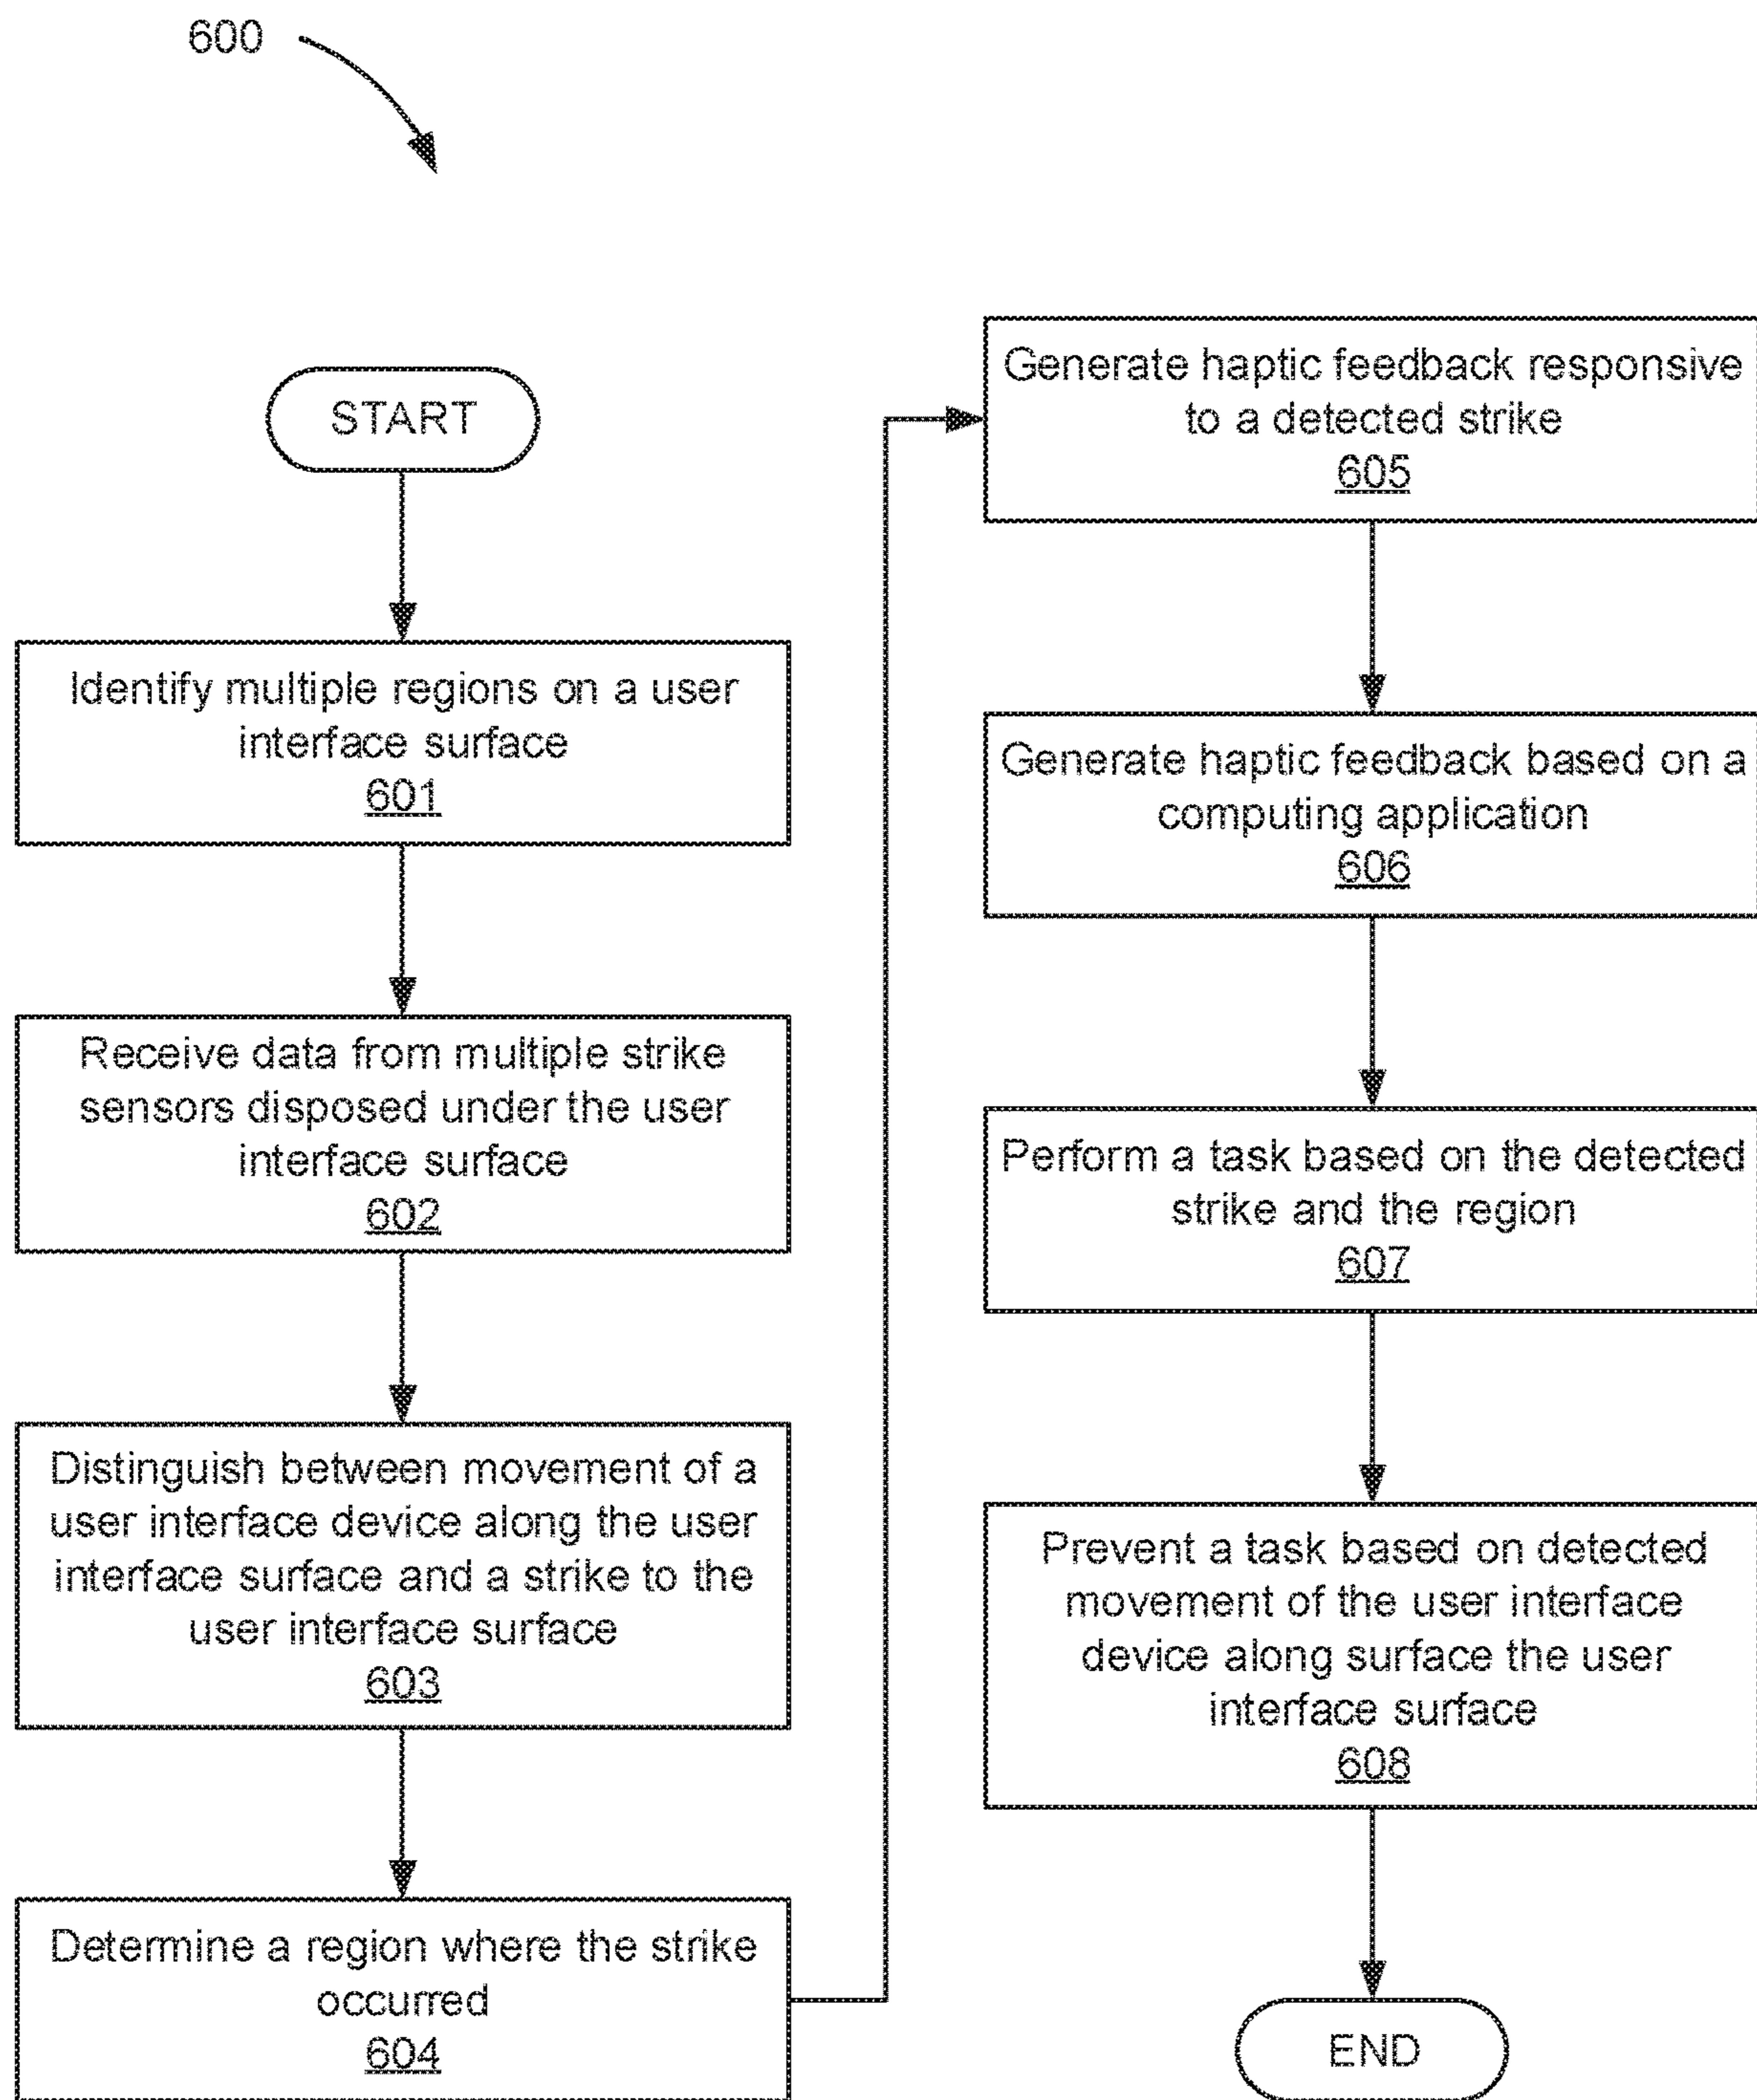 600
START
Identify multiple regions on a user
interface surface
601
Receive data from multiple strike
sensors disposed under the user
interface surface
602
Distinguish between movement of a
user interface device along the user
interface surface and a strike to the
user interface surface
603
Determine a region where the strike
occurred
604
Generate haptic feedback responsive
to a detected strike
605
Generate haptic feedback based on a
computing application
606
Perform a task based on the detected
strike and the region
607
Prevent a task based on detected
movement of the user interface
device along surface the user
interface surface
608
END